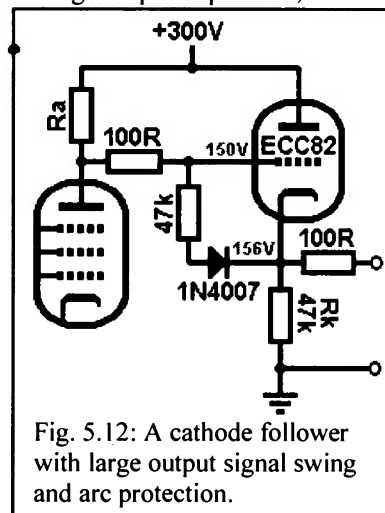 +300V
Ra
100R
150V
ECC82
47k
156V
100R
1N4007
Rk
47k
Fig. 5.12: A cathode follower
with large output signal swing
and arc protection.